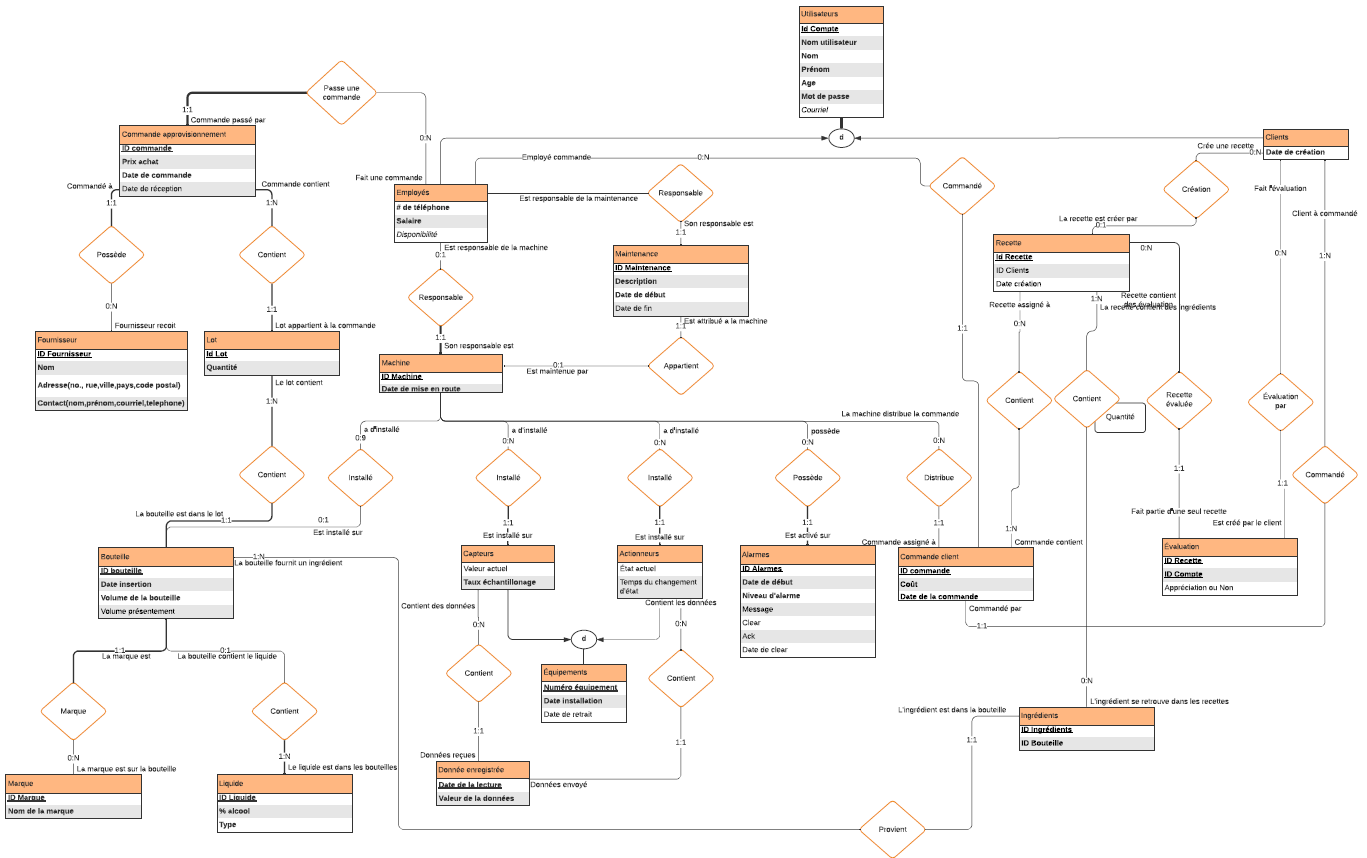 Utilisateurs
Id Compte
Nom utilisateur
Nom
Prénom
Age
Mot de passe
Courriel
d
Passe une
commande
1:1
Commande passé par
0:N
Fait une commande
Commande approvisionnement
ID commande
Prix achat
Date de commande
Date de réception
Commandé à
1:1
Commande contient
1:N
Possède
Contient
0:N
Fournisseur recoit
1:1
Lot appartient à la commande
Fournisseur
ID Fournisseur
Nom
Adresse(no., rue,ville,pays,code postal)
Contact(nom,prénom,courriel,telephone)
Lot
Id Lot
Quantité
Le lot contient
1:N
Contient
La bouteille est dans le lot
1:1
Employés
# de téléphone
Salaire
Disponibilité
Employé commande
0:N
Est responsable de la maintenance
Responsable
Son responsable est
1:1
Est responsable de la machine
0:1
Responsable
1:1
Son responsable est
Maintenance
ID Maintenance
Description
Date de début
Date de fin
Est attribué a la machine
1:1
Appartient
0:1
Est maintenue par
Machine
ID Machine
Date de mise en route
Commandé
1:1
Clients
Date de création
Crée une recette
0:N
Création
La recette est créer par
0:1
Fait l'évaluation
0:N
Client à commandé
1:N
Recette
Id Recette
ID Clients
Date création
0:N
Recette contient
des évaluation
Recette assigné à
0:N
1:N
La recette contient des ingrédients
Contient
Contient
Quantité
Recette
évaluée
Évaluation
par
Commandé
1:1
Fait partie d'une seul recette
1:1
Est créé par le client
1:N
Commande contient
Évaluation
ID Recette
ID Compte
Appréciation ou Non
a d'installé
0:9
Installé
0:1
Est installé sur
a d'installé
0:N
Installé
1:1
Est installé sur
a d'installé
0:N
Installé
1:1
Est installé sur
possède
0:N
Possède
1:1
Est activé sur
La machine distribue la commande
0:N
Distribue
1:1
Commande assigné à
Bouteille
ID bouteille
Date insertion
Volume de la bouteille
Volume présentement
1:N
La bouteille fournit un ingrédient
Capteurs
Valeur actuel
Taux échantillonage
Actionneurs
État actuel
Temps du changement
d'état
Alarmes
ID Alarmes
Date de début
Niveau d'alarme
Message
Clear
Ack
Date de clear
Commande client
ID commande
Coût
Date de la commande
Commandé par
1:1
Contient des données
0:N
Contient les données
0:N
d
Équipements
Numéro équipement
Date installation
Date de retrait
Contient
Contient
1:1
La marque est
0:1
La bouteille contient le liquide
Marque
Contient
0:N
La marque est sur la bouteille
1:N
Le liquide est dans les bouteilles
Marque
ID Marque
Nom de la marque
Liquide
ID Liquide
% alcool
Type
1:1
Données reçues
1:1
Données envoyé
Donnée enregistrée
Date de la lecture
Valeur de la données
0:N
L'ingrédient se retrouve dans les recettes
L'ingrédient est dans la bouteille
1:1
Ingrédients
ID Ingrédients
ID Bouteille
Provient